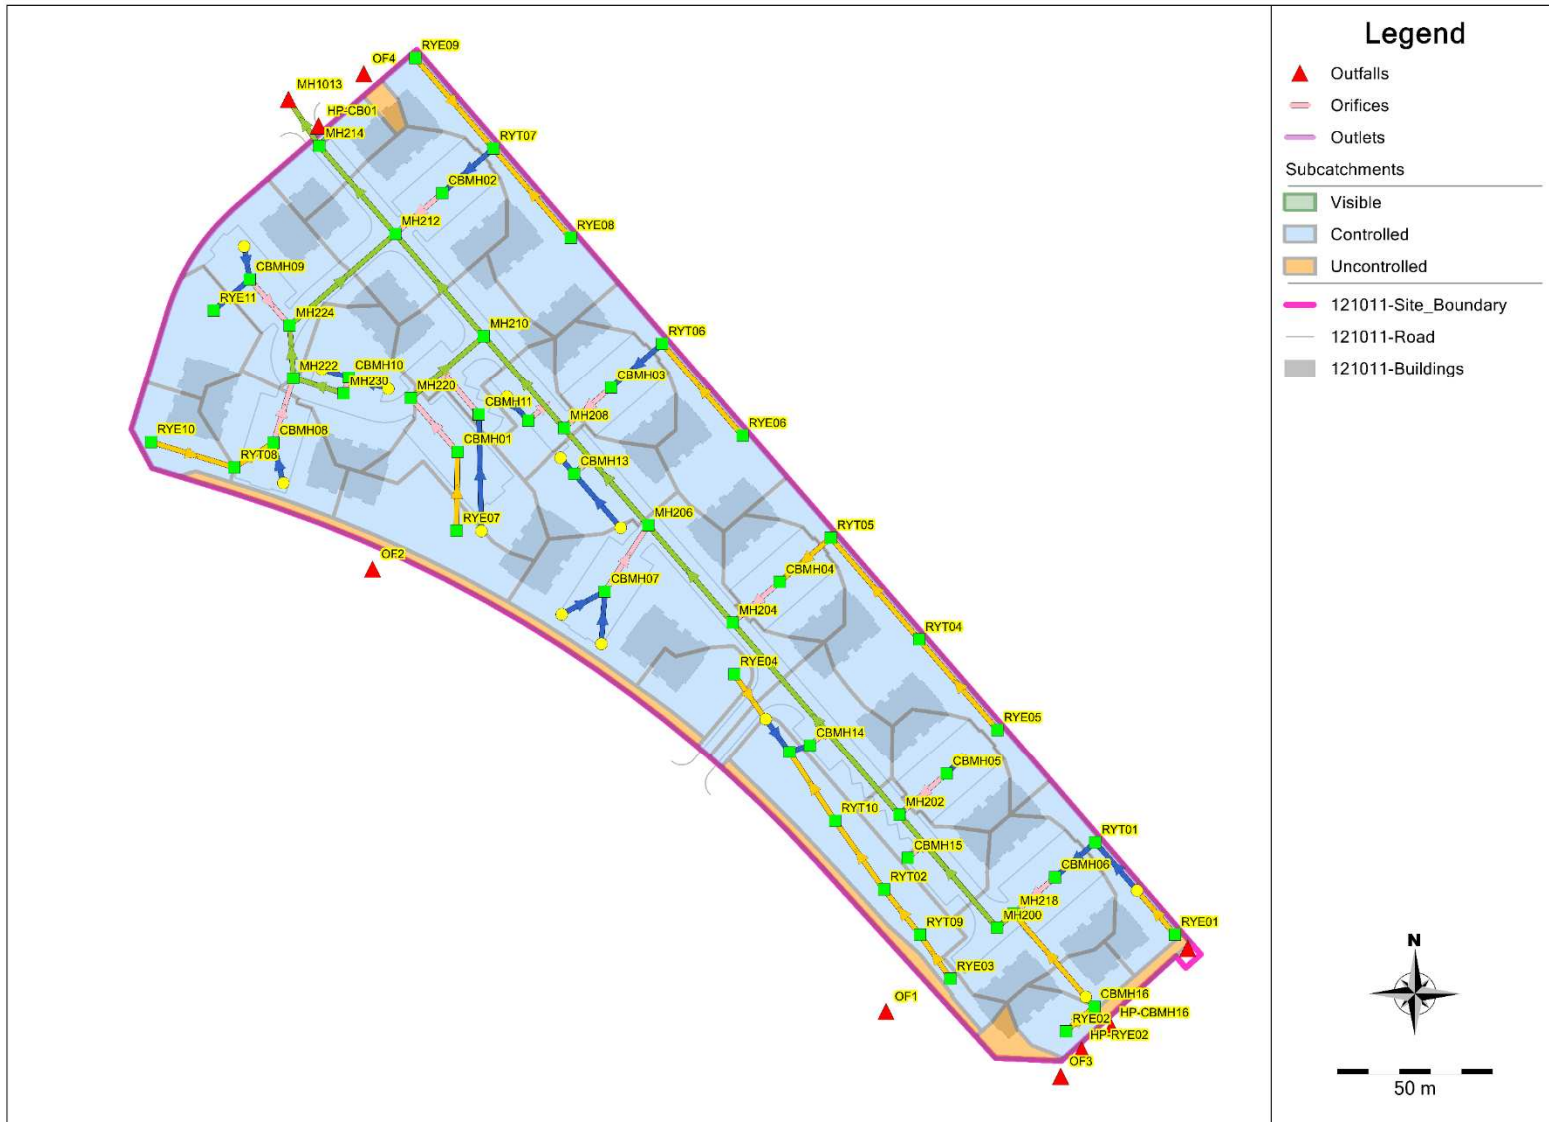 RYE09
OF4
MH1013
HP-CB01
MH214
RYT07
CBMH02
MH212
RYE08
CBMH09
RYE11
MH224
MH210
RYT06
MH222
CBMH10
MH230
MH220
CBMH03
CBMH11
MH208
RYE06
RYE10
CBMH08
CBMH01
RYT08
CBMH13
RYE07
MH206
RYT05
OF2
CBMH07
CBMH04
MH204
RYT04
RYE04
RYE05
CBMH14
CBMH05
MH202
RYT10
RYT01
CBMH15
CBMH06
RYT02
MH218
MH200
RYT09
RYE01
RYE03
CBMH16
OF1
HP-CBMH16
RYE02
HP-RYE02
OF3
Legend
Outfalls
Orifices
Outlets
Subcatchments
Visible
Controlled
Uncontrolled
121011-Site_Boundary
121011-Road
121011-Buildings
N
50 m